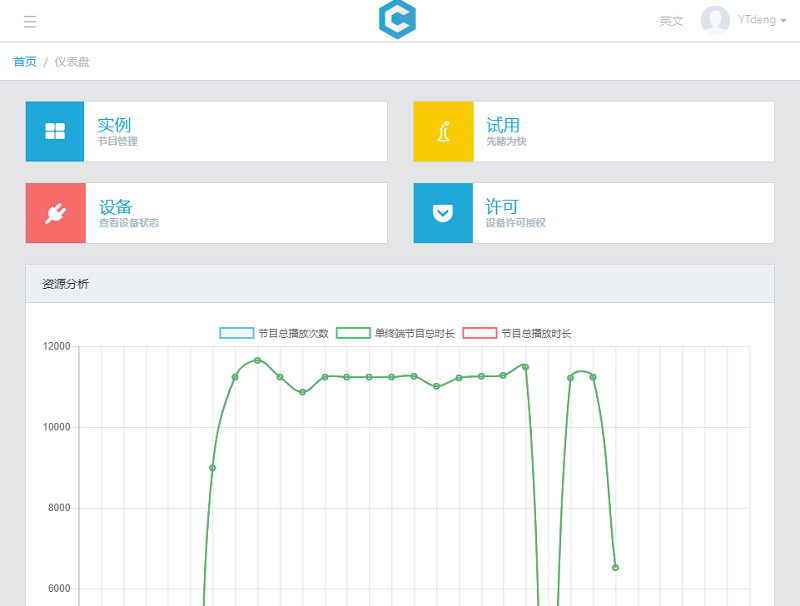 英文 YTdeng
首页 / 仪表盘
实例
节目管理
试用
先睹为快
设备
查看设备状态
许可
设备许可授权
资源分析
节目总播放次数 单终端节目总时长 节目总播放时长
12000
10000
8000
6000